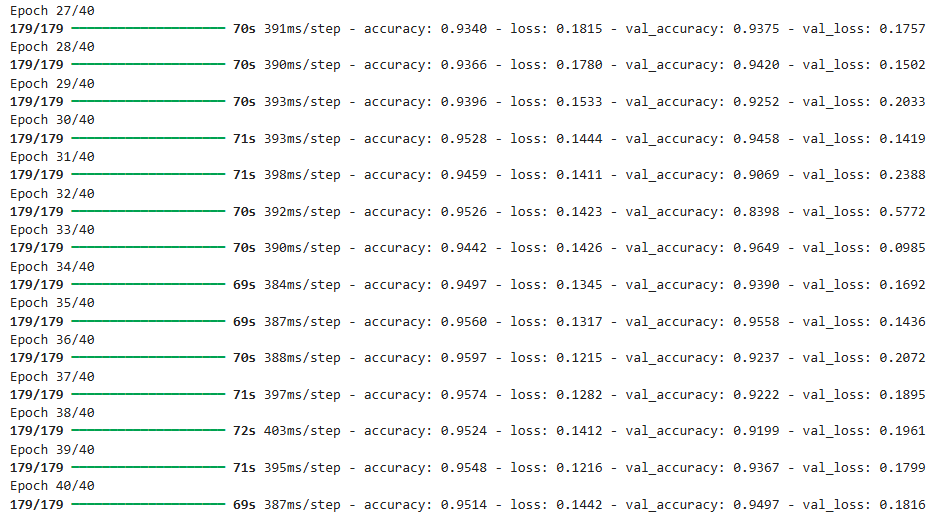 Epoch 27/40
179/179 ━━━━━━━━━━━━━━━━━━━━ 70s 391ms/step - accuracy: 0.9340 - loss: 0.1815 - val_accuracy: 0.9375 - val_loss: 0.1757
Epoch 28/40
179/179 ━━━━━━━━━━━━━━━━━━━━ 70s 390ms/step - accuracy: 0.9366 - loss: 0.1780 - val_accuracy: 0.9420 - val_loss: 0.1502
Epoch 29/40
179/179 ━━━━━━━━━━━━━━━━━━━━ 70s 393ms/step - accuracy: 0.9396 - loss: 0.1533 - val_accuracy: 0.9252 - val_loss: 0.2033
Epoch 30/40
179/179 ━━━━━━━━━━━━━━━━━━━━ 71s 393ms/step - accuracy: 0.9528 - loss: 0.1444 - val_accuracy: 0.9458 - val_loss: 0.1419
Epoch 31/40
179/179 ━━━━━━━━━━━━━━━━━━━━ 71s 398ms/step - accuracy: 0.9459 - loss: 0.1411 - val_accuracy: 0.9069 - val_loss: 0.2388
Epoch 32/40
179/179 ━━━━━━━━━━━━━━━━━━━━ 70s 392ms/step - accuracy: 0.9526 - loss: 0.1423 - val_accuracy: 0.8398 - val_loss: 0.5772
Epoch 33/40
179/179 ━━━━━━━━━━━━━━━━━━━━ 70s 390ms/step - accuracy: 0.9442 - loss: 0.1426 - val_accuracy: 0.9649 - val_loss: 0.0985
Epoch 34/40
179/179 ━━━━━━━━━━━━━━━━━━━━ 69s 384ms/step - accuracy: 0.9497 - loss: 0.1345 - val_accuracy: 0.9390 - val_loss: 0.1692
Epoch 35/40
179/179 ━━━━━━━━━━━━━━━━━━━━ 69s 387ms/step - accuracy: 0.9560 - loss: 0.1317 - val_accuracy: 0.9558 - val_loss: 0.1436
Epoch 36/40
179/179 ━━━━━━━━━━━━━━━━━━━━ 70s 388ms/step - accuracy: 0.9597 - loss: 0.1215 - val_accuracy: 0.9237 - val_loss: 0.2072
Epoch 37/40
179/179 ━━━━━━━━━━━━━━━━━━━━ 71s 397ms/step - accuracy: 0.9574 - loss: 0.1282 - val_accuracy: 0.9222 - val_loss: 0.1895
Epoch 38/40
179/179 ━━━━━━━━━━━━━━━━━━━━ 72s 403ms/step - accuracy: 0.9524 - loss: 0.1412 - val_accuracy: 0.9199 - val_loss: 0.1961
Epoch 39/40
179/179 ━━━━━━━━━━━━━━━━━━━━ 71s 395ms/step - accuracy: 0.9548 - loss: 0.1216 - val_accuracy: 0.9367 - val_loss: 0.1799
Epoch 40/40
179/179 ━━━━━━━━━━━━━━━━━━━━ 69s 387ms/step - accuracy: 0.9514 - loss: 0.1442 - val_accuracy: 0.9497 - val_loss: 0.1816